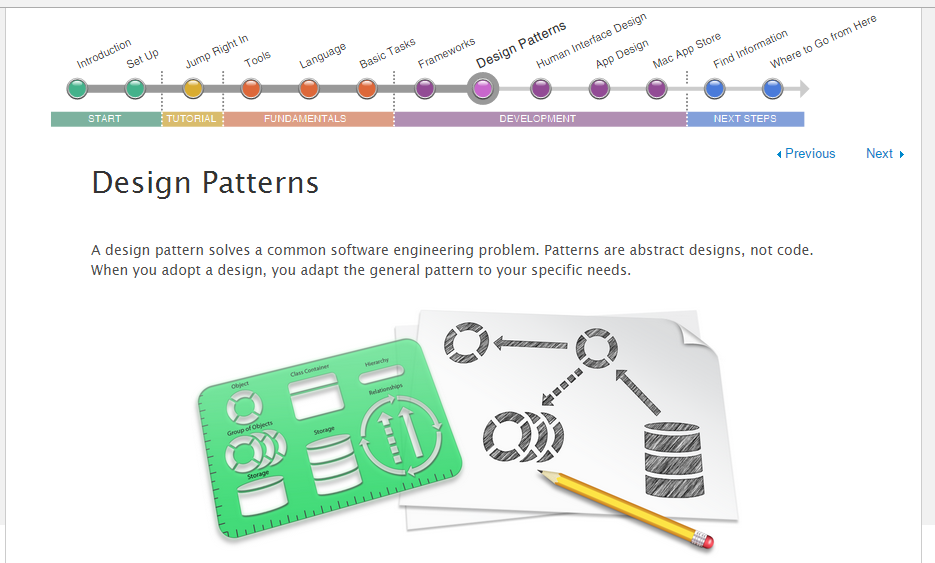 Introduction
Set Up
Jump Right In
Tools
Language
Basic Tasks
Frameworks
Design Patterns
Human Interface Design
App Design
Mac App Store
Find Information
Where to Go from Here
START
TUTORIAL
FUNDAMENTALS
DEVELOPMENT
NEXT STEPS
Previous
Next
Design Patterns
A design pattern solves a common software engineering problem. Patterns are abstract designs, not code.
When you adopt a design, you adapt the general pattern to your specific needs.
Object
Class Container
Hierarchy
Group of Objects
Storage
Relationships
Storage